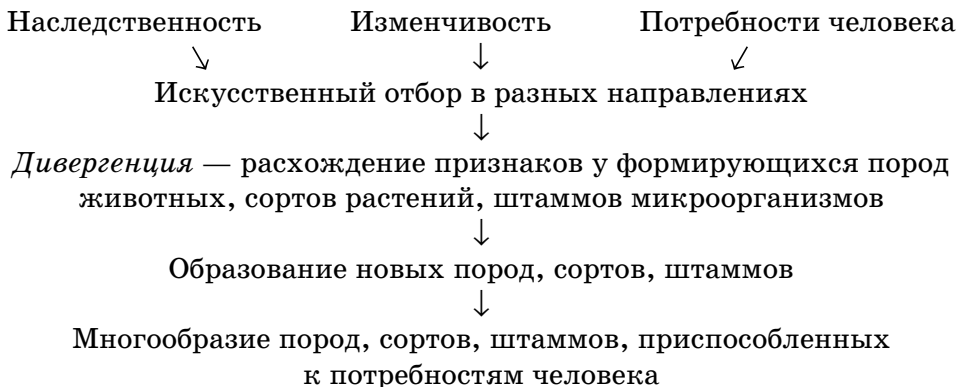 Наследственность Изменчивость Потребности человека
Искусственный отбор в разных направлениях
Дивергенция — расхождение признаков у формирующихся пород
животных, сортов растений, штаммов микроорганизмов
Образование новых пород, сортов, штаммов
Многообразие пород, сортов, штаммов, приспособленных
к потребностям человека